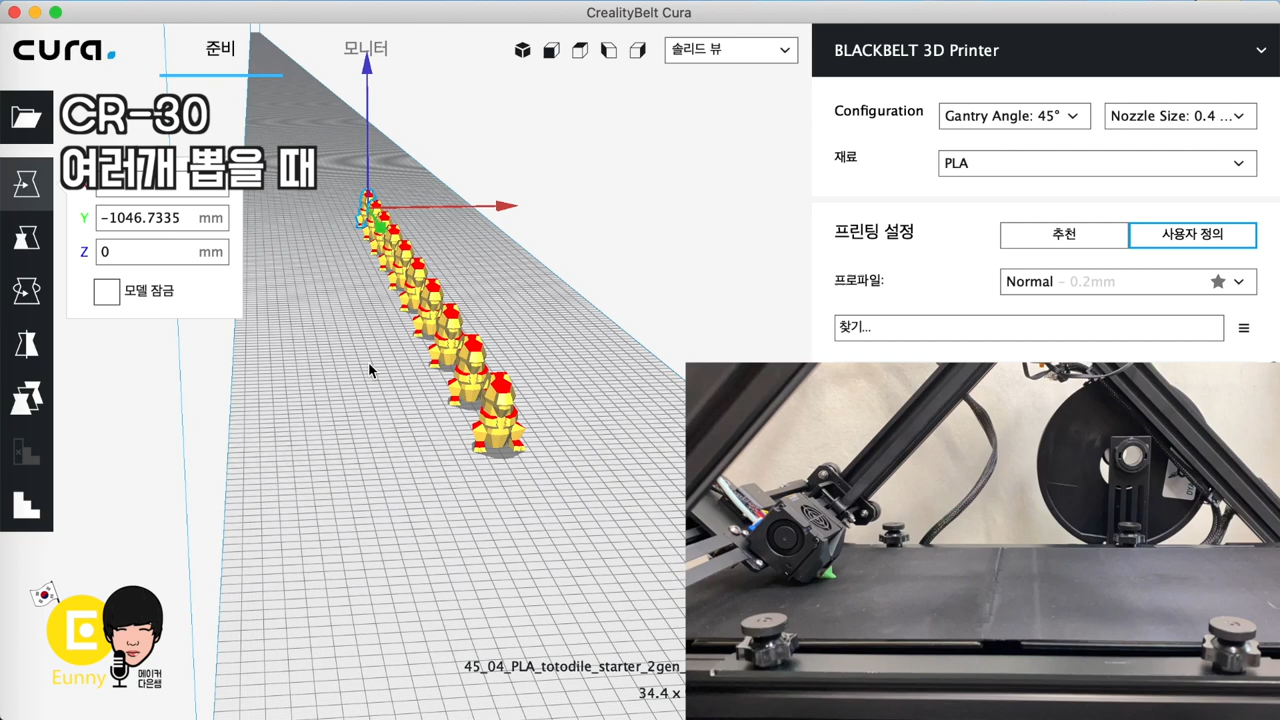 CrealityBelt Cura
cura.
준비
모니터
솔리드 뷰
BLACKBELT 3D Printer
CR-30
여러개 뽑을 때
Configuration
Gantry Angle: 45°
Nozzle Size: 0.4 ...
재료
PLA
Y
-1046.7335 mm
Z
0 mm
모델 잠금
프린팅 설정
추천
사용자 정의
프로파일:
Normal - 0.2mm
찾기...
Eunny
메이커
다은쌤
45_04_PLA_totodile_starter_2gen_
34.4 x